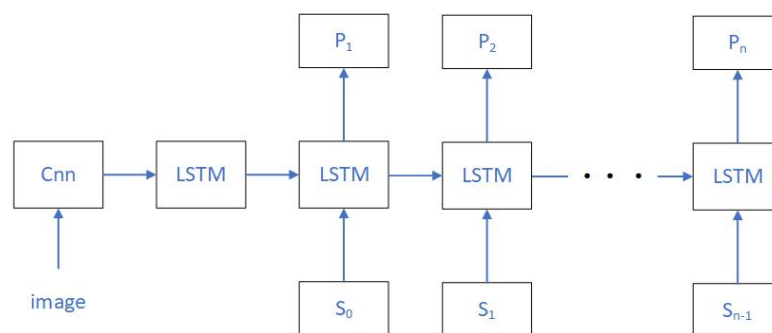 P₁ P₂ Pₙ
Cnn LSTM LSTM LSTM . . . LSTM
image S₀ S₁ Sₙ₋₁